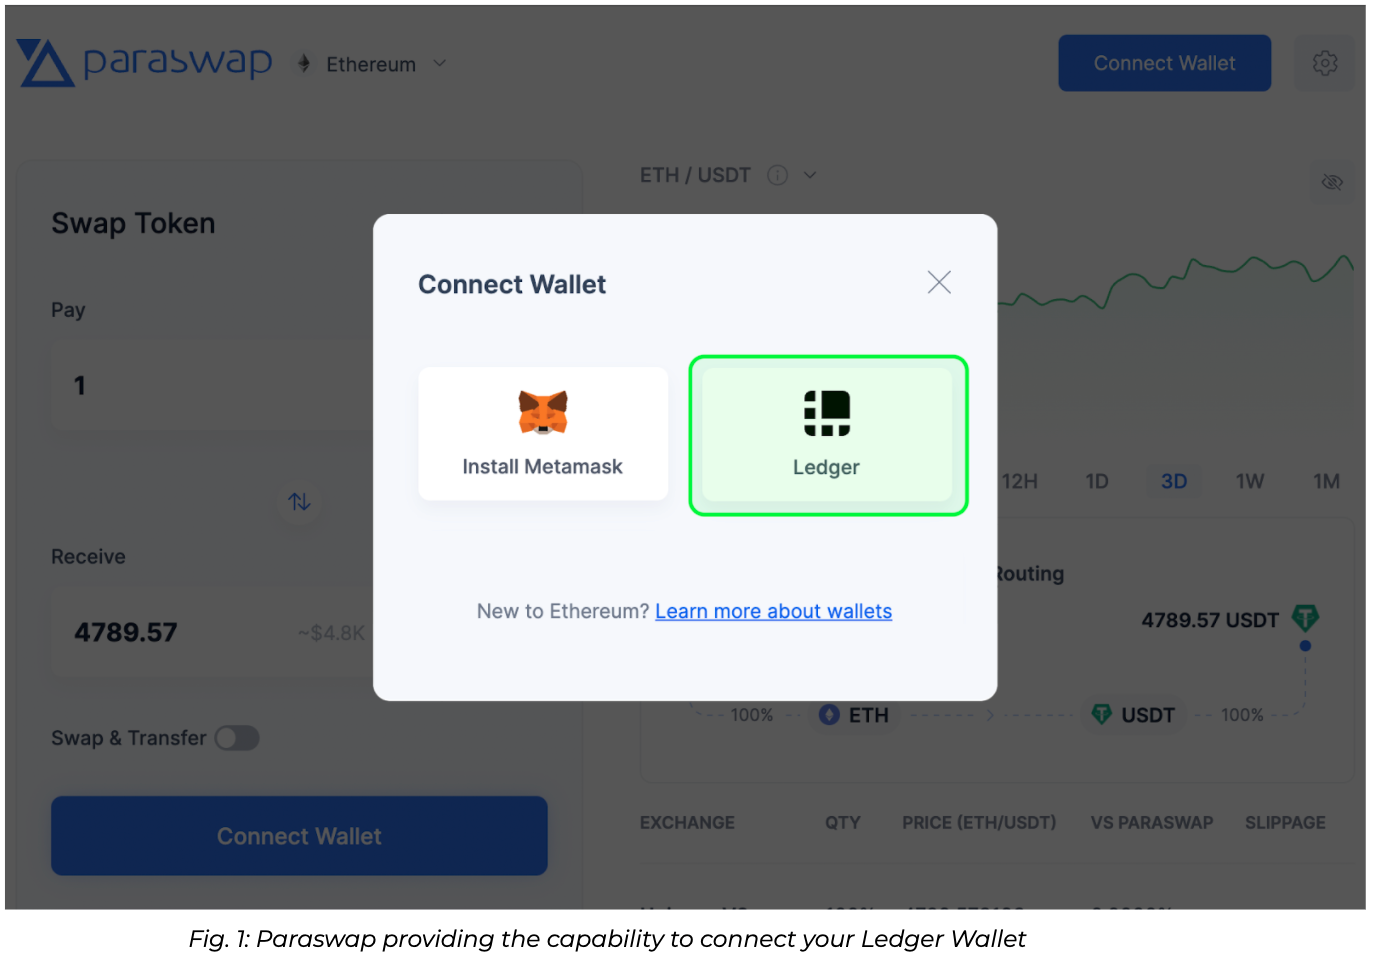 paraswap
Ethereum
Connect Wallet
ETH / USDT
Swap Token
Pay
1
Receive
4789.57 ~$4.8K
Swap & Transfer
Connect Wallet
Connect Wallet
Install Metamask
Ledger
New to Ethereum? Learn more about wallets
12H 1D 3D 1W 1M
Routing
4789.57 USDT
100% ETH USDT 100%
EXCHANGE QTY PRICE (ETH/USDT) VS PARASWAP SLIPPAGE
Fig. 1: Paraswap providing the capability to connect your Ledger Wallet